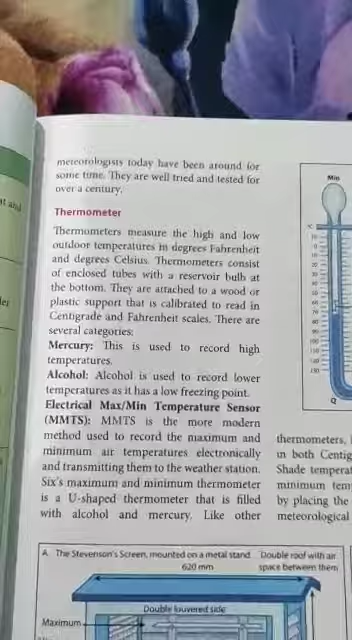 meteorologists today have been around for
some time. They are well tried and tested for
over a century.
Thermometer
Thermometers measure the high and low
outdoor temperatures in degrees Fahrenheit
and degrees Celsius. Thermometers consist
of enclosed tubes with a reservoir bulb at
the bottom. They are attached to a wood or
plastic support that is calibrated to read in
Centigrade and Fahrenheit scales. There are
several categories:
Mercury: This is used to record high
temperatures.
Alcohol: Alcohol is used to record lower
temperatures as it has a low freezing point.
Electrical Max/Min Temperature Sensor
(MMTS): MMTS is the more modern
method used to record the maximum and
minimum air temperatures electronically
and transmitting them to the weather station.
Six's maximum and minimum thermometer
is a U-shaped thermometer that is filled
with alcohol and mercury. Like other
Min
thermometers,
in both Centig
Shade temperat
minimum tem
by placing the
meteorological
A. The Stevenson's Screen, mounted on a metal stand
620 mm
Double roof with air
space between them
Double louvered side
Maximum